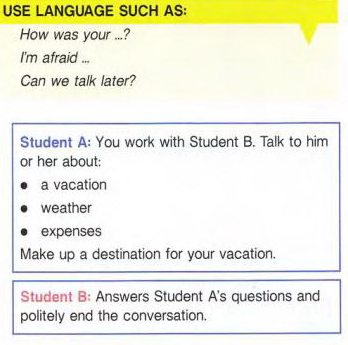 USE LANGUAGE SUCH AS:
How was your ...?
I'm afraid ...
Can we talk later?
Student A: You work with Student B. Talk to him
or her about:
• a vacation
• weather
• expenses
Make up a destination for your vacation.
Student B: Answers Student A's questions and
politely end the conversation.